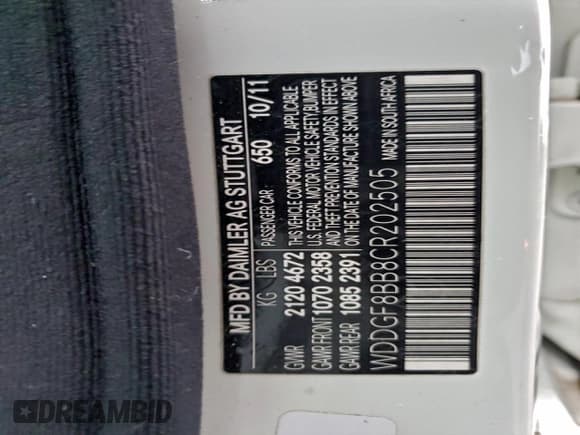 MFD BY DAIMLER AG STUTTGART
KG LBS PASSENGER CAR 650 10/11
GVWR 2120 4672 THIS VEHICLE CONFORMS TO ALL APPLICABLE
U.S. FEDERAL MOTOR VEHICLE SAFETY, BUMPER
GAWR FRONT 1070 2358 AND THEFT PREVENTION STANDARDS IN EFFECT
GAWR REAR 1085 2391 ON THE DATE OF MANUFACTURE SHOWN ABOVE
WDDGF8BB8CR202505 MADE IN SOUTH AFRICA
DREAMBID